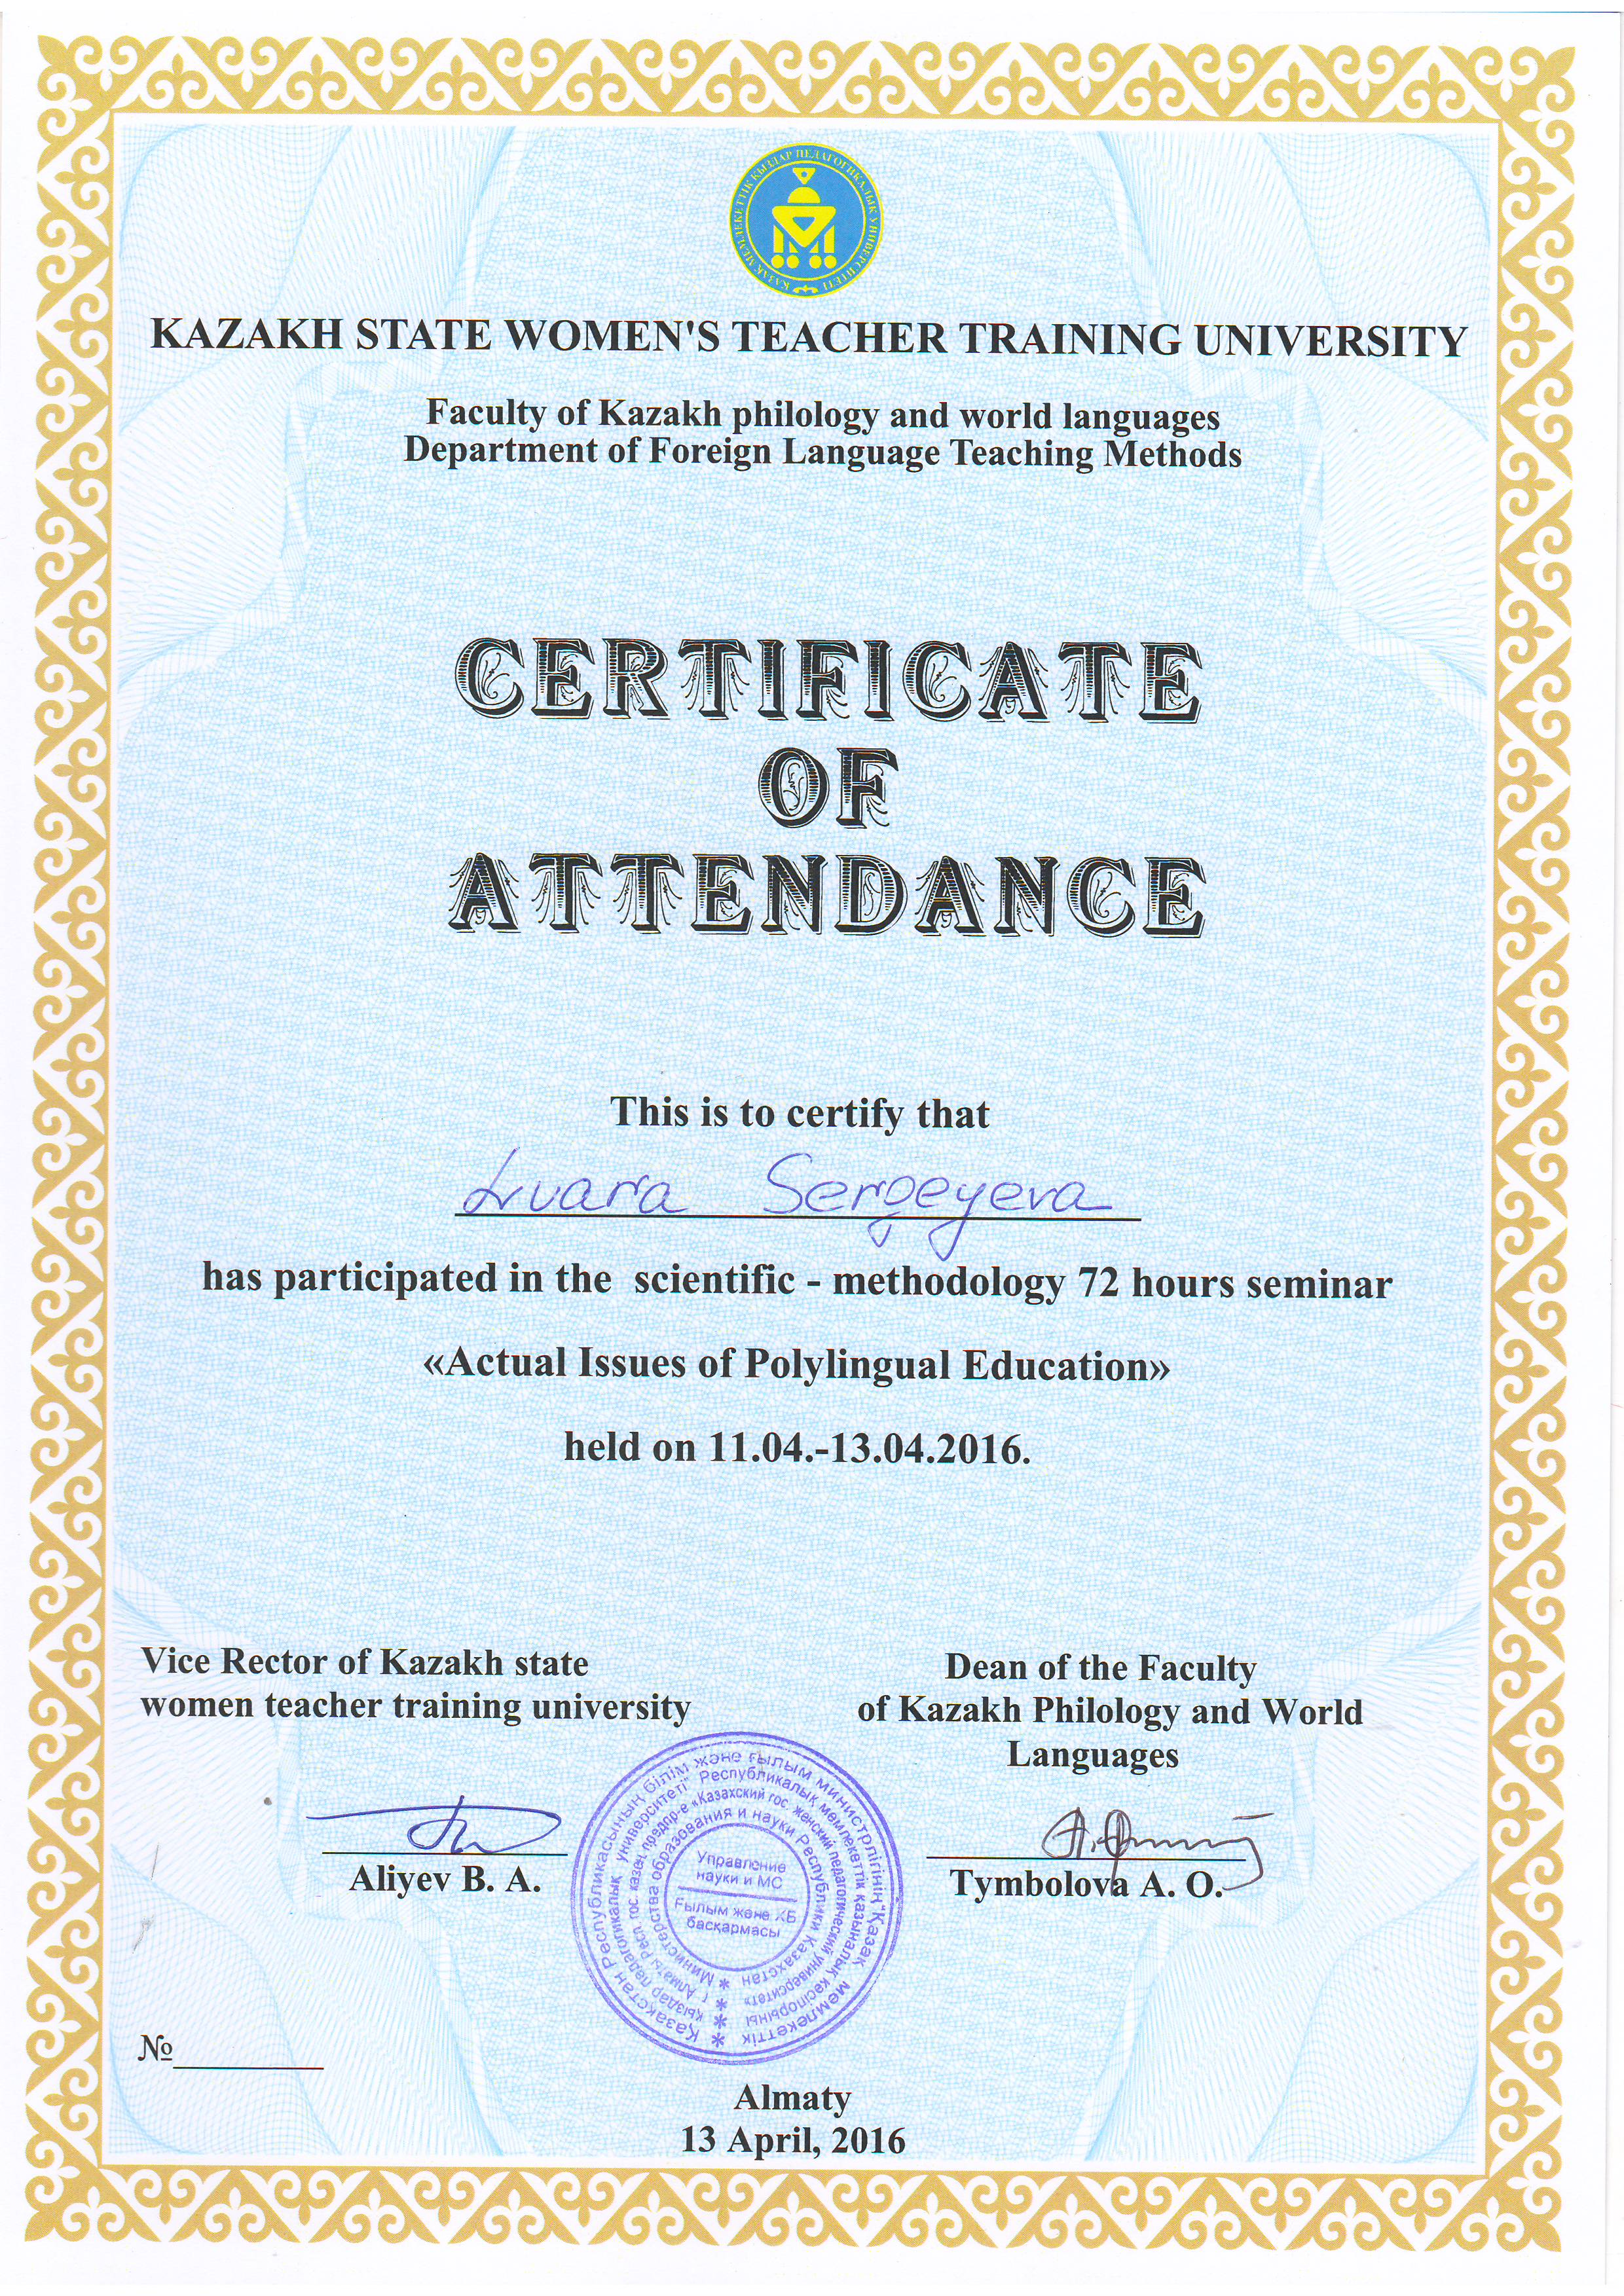 ҚАЗАҚ МЕМЛЕКЕТТІК ҚЫЗДАР ПЕДАГОГИКАЛЫҚ УНИВЕРСИТЕТІ
KAZAKH STATE WOMEN'S TEACHER TRAINING UNIVERSITY
Faculty of Kazakh philology and world languages
Department of Foreign Language Teaching Methods
CERTIFICATE
OF
ATTENDANCE
This is to certify that
Sergeyeva
has participated in the scientific - methodology 72 hours seminar
«Actual Issues of Polylingual Education»
held on 11.04.-13.04.2016.
Vice Rector of Kazakh state
women teacher training university
Dean of the Faculty
of Kazakh Philology and World
Languages
Aliyev B. A.
Tymbolova A. O.
Қазақстан Республикасының білім және ғылым министрлігінің "Қазақ мемлекеттік
қыздар педагогикалық университеті" Республикалық мемлекеттік қазыналық кәсіпорыны
г. Алматы Респ. гос. казен. предпр-е «Казахский гос. женский педагогический университет»
Министерства образования и науки Республики Казахстан
Управление
науки и МС
Ғылым және ХБ
басқармасы
№
Almaty
13 April, 2016